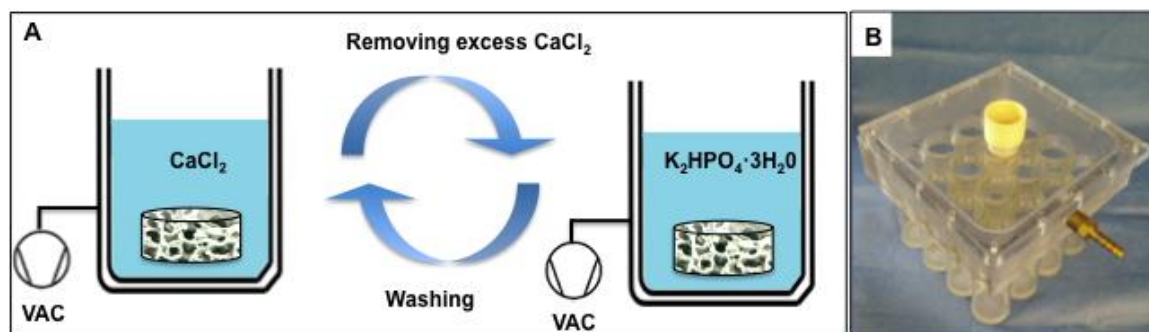 A
Removing excess CaCl₂
CaCl₂
K₂HPO₄·3H₂0
VAC
Washing
VAC
B